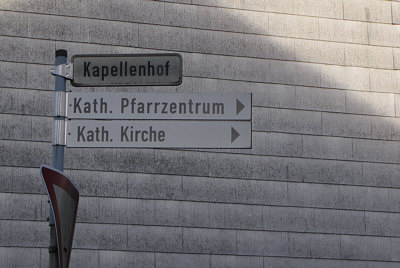 Kapellenhof
Kath. Pfarrzentrum
Kath. Kirche